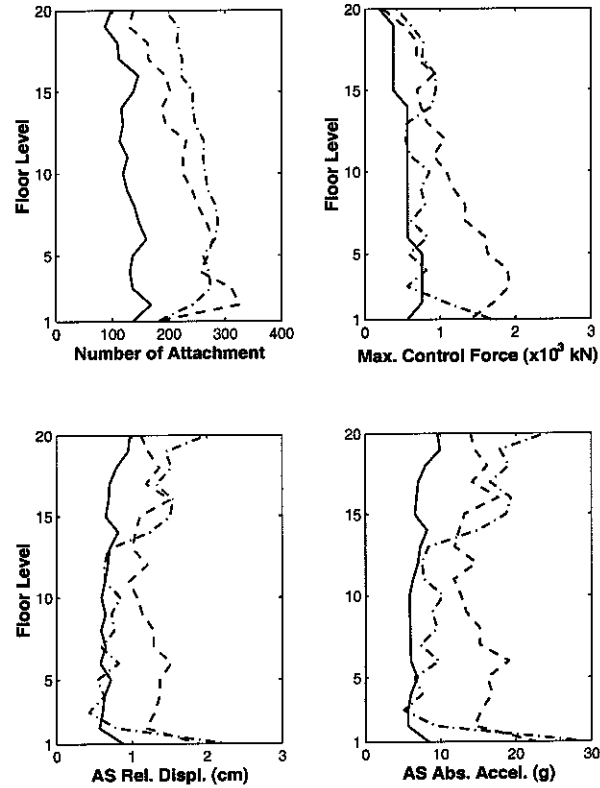 20
15
10
5
1
Floor Level
0 100 200 300 400
Number of Attachment
20
15
10
5
1
Floor Level
0 1 2 3
Max. Control Force (x10³ kN)
20
15
10
5
1
Floor Level
0 1 2 3
AS Rel. Displ. (cm)
20
15
10
5
1
0 10 20 30
AS Abs. Accel. (g)